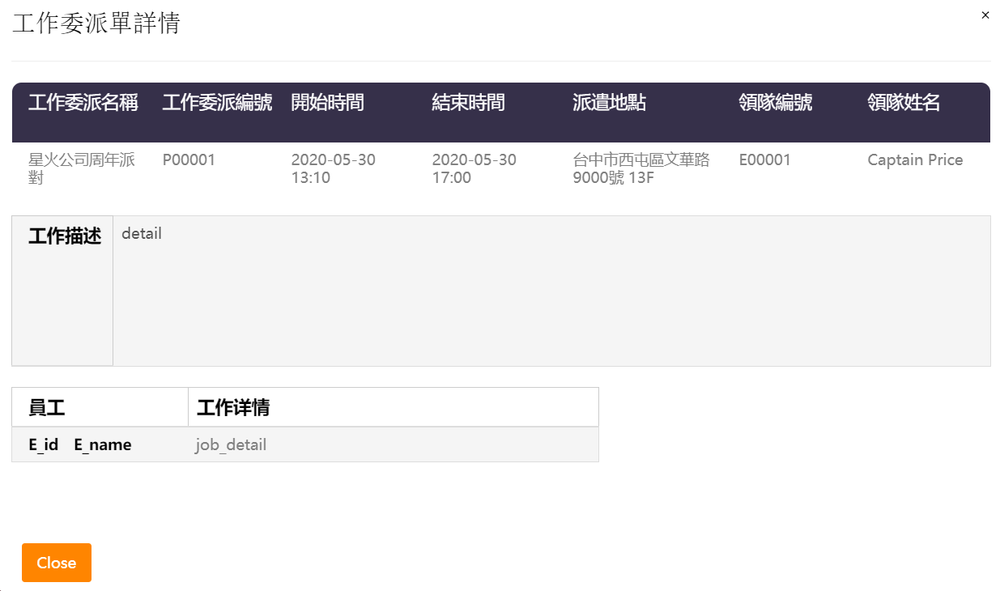 工作委派單詳情
×
工作委派名稱 工作委派編號 開始時間 結束時間 派遣地點 領隊編號 領隊姓名
星火公司周年派 P00001 2020-05-30 2020-05-30 台中市西屯區文華路 E00001 Captain Price
對 13:10 17:00 9000號 13F
工作描述 detail
員工 工作详情
E_id E_name job_detail
Close